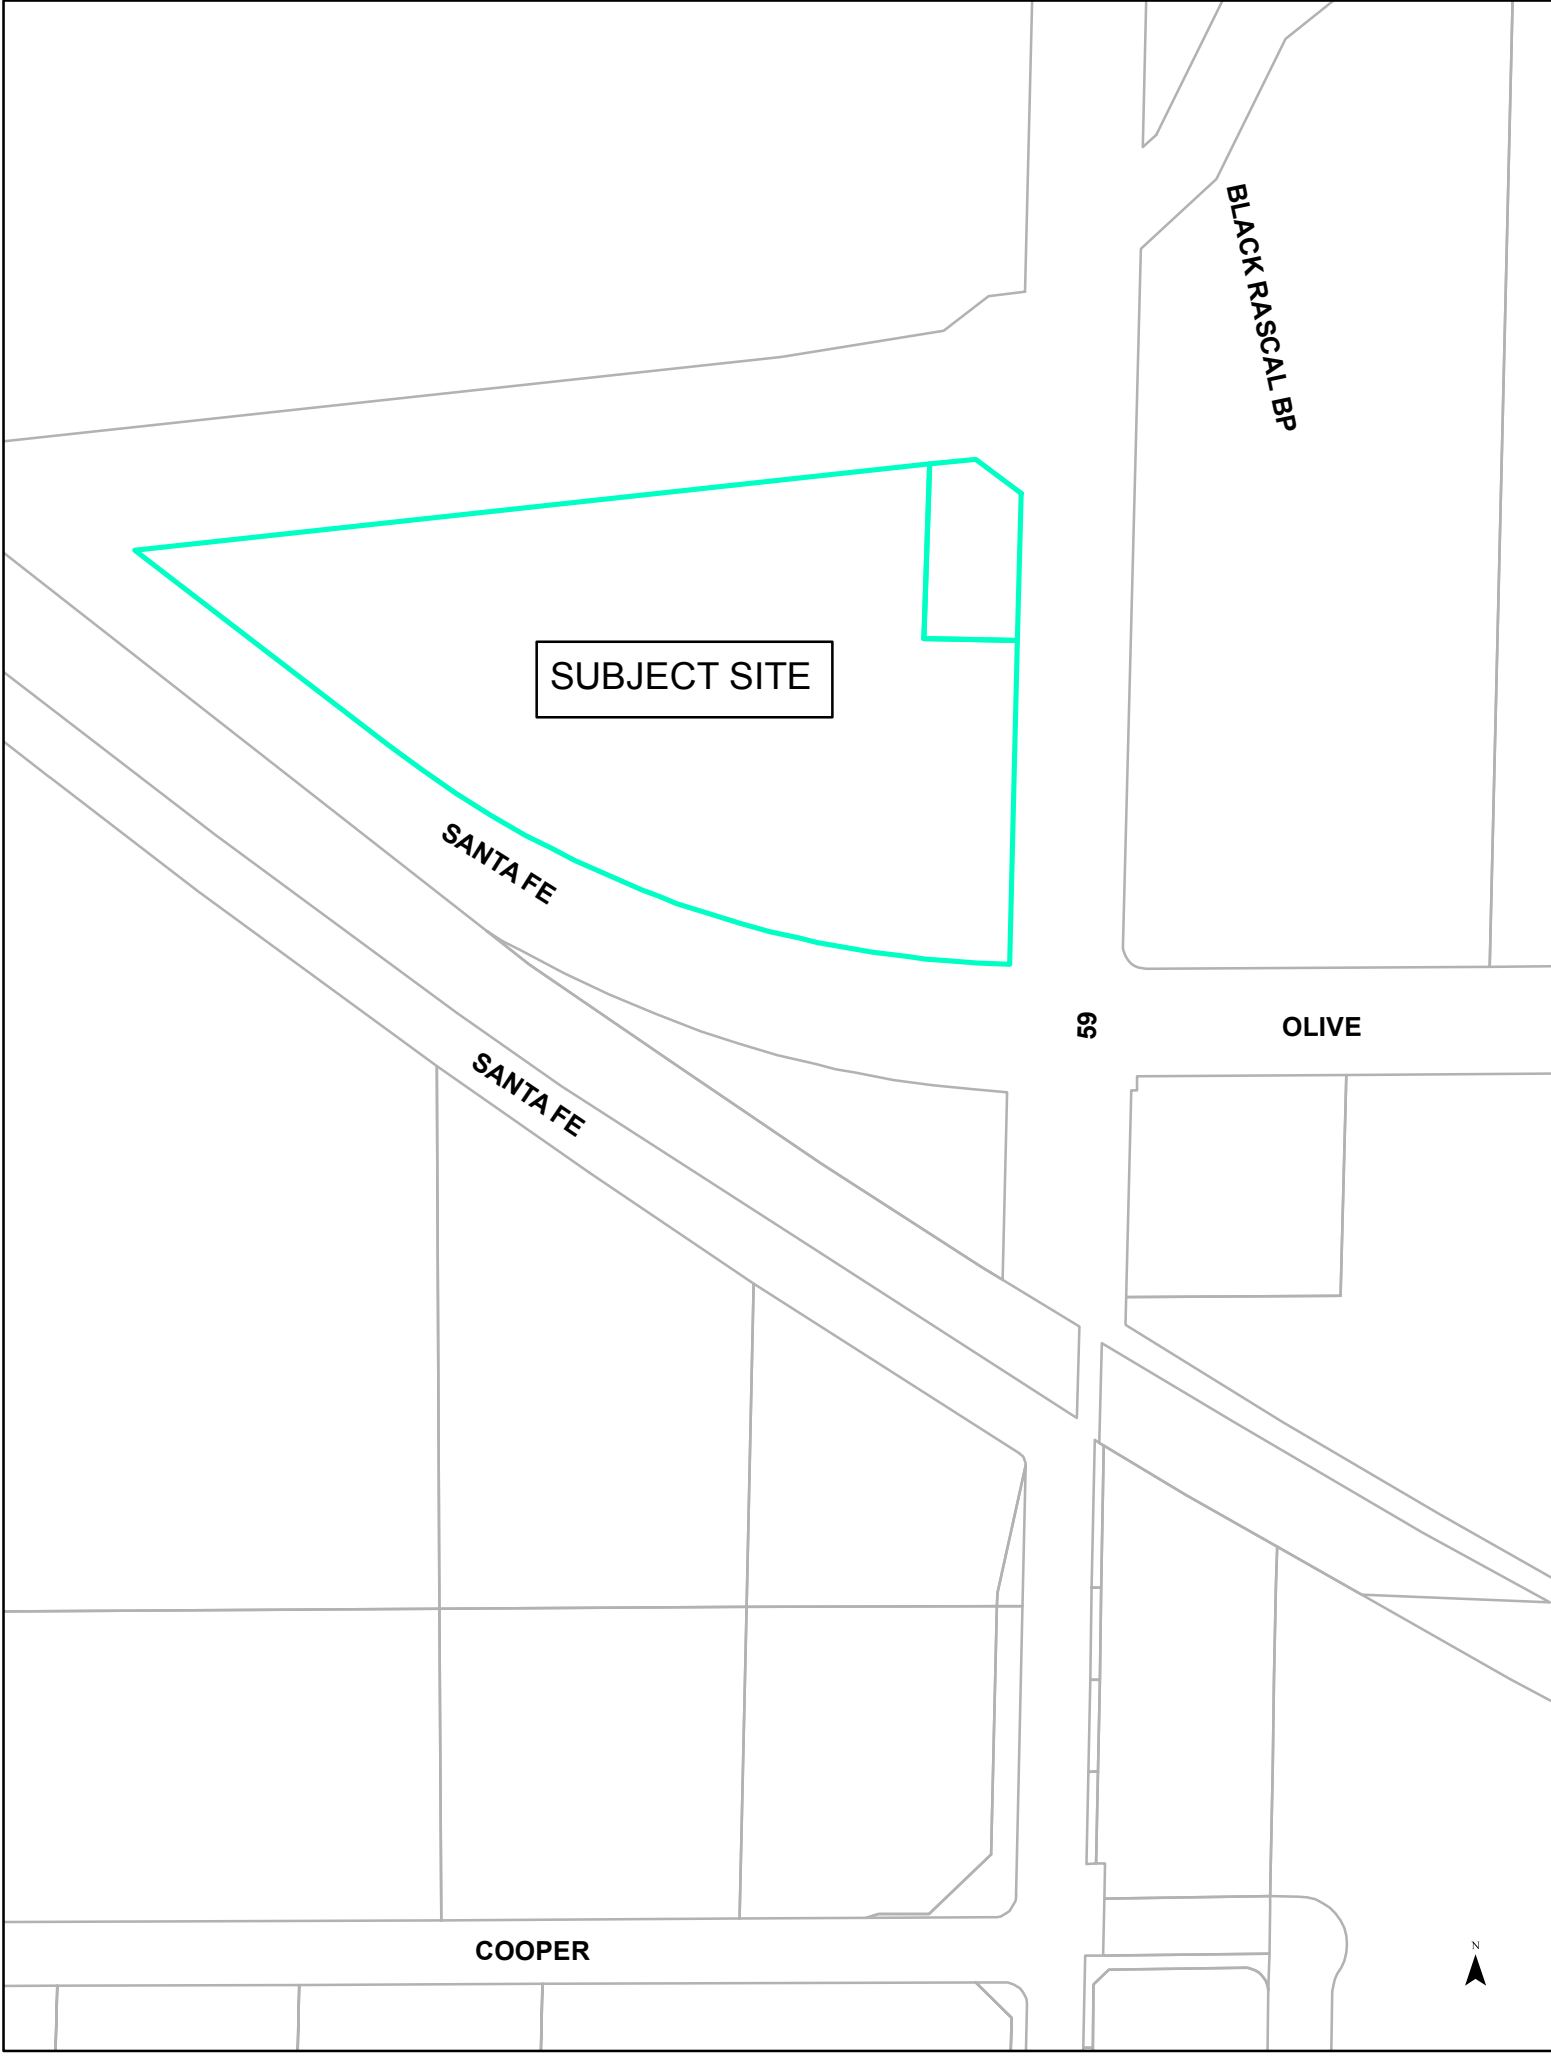 BLACK RASCAL BP
SUBJECT SITE
SANTA FE
59
OLIVE
SANTA FE
COOPER
N